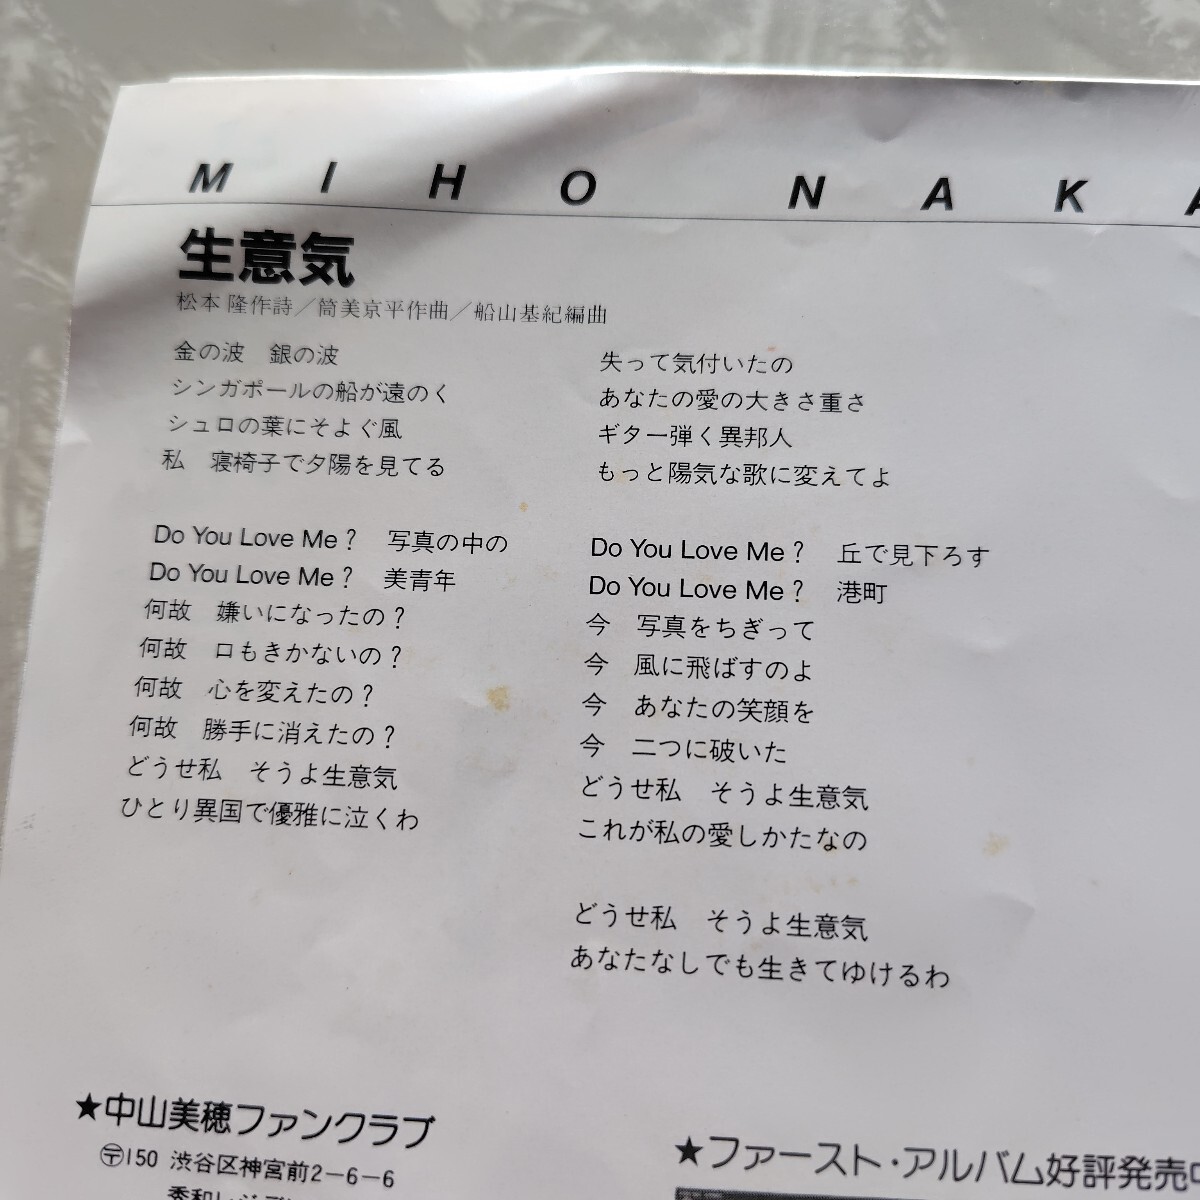 MIHO NAKA
生意気
松本 隆作詩／筒美京平作曲／船山基紀編曲
金の波　銀の波
シンガポールの船が遠のく
シュロの葉にそよぐ風
私　寝椅子で夕陽を見てる
Do You Love Me?　写真の中の
Do You Love Me?　美青年
何故　嫌いになったの?
何故　口もきかないの?
何故　心を変えたの?
何故　勝手に消えたの?
どうせ私　そうよ生意気
ひとり異国で優雅に泣くわ
失って気付いたの
あなたの愛の大きさ重さ
ギター弾く異邦人
もっと陽気な歌に変えてよ
Do You Love Me?　丘で見下ろす
Do You Love Me?　港町
今　写真をちぎって
今　風に飛ばすのよ
今　あなたの笑顔を
今　二つに破いた
どうせ私　そうよ生意気
これが私の愛しかたなの
どうせ私　そうよ生意気
あなたなしでも生きてゆけるわ
★中山美穂ファンクラブ
〶150 渋谷区神宮前2-6-6
秀和レジデ
★ファースト・アルバム好評発売中